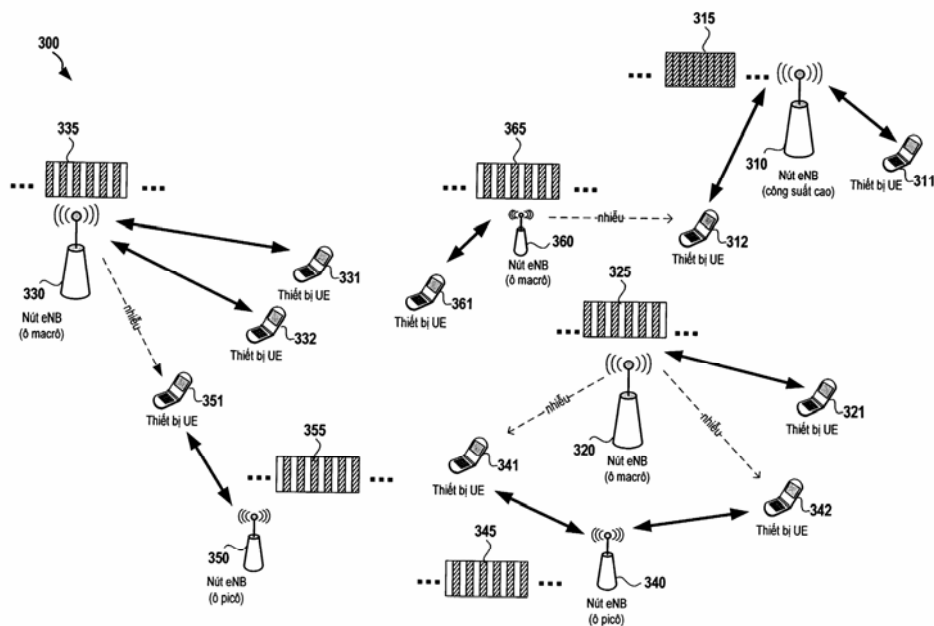 300
315
335
365
310
Nút eNB
(công suất cao)
311
Thiết bị UE
330
Nút eNB
(ô macrô)
331
Thiết bị UE
332
Thiết bị UE
nhiễu
360
Nút eNB
(ô macrô)
nhiễu
312
Thiết bị UE
361
Thiết bị UE
325
351
Thiết bị UE
320
Nút eNB
(ô macrô)
nhiễu
nhiễu
321
Thiết bị UE
355
341
Thiết bị UE
342
Thiết bị UE
350
Nút eNB
(ô picô)
345
340
Nút eNB
(ô picô)